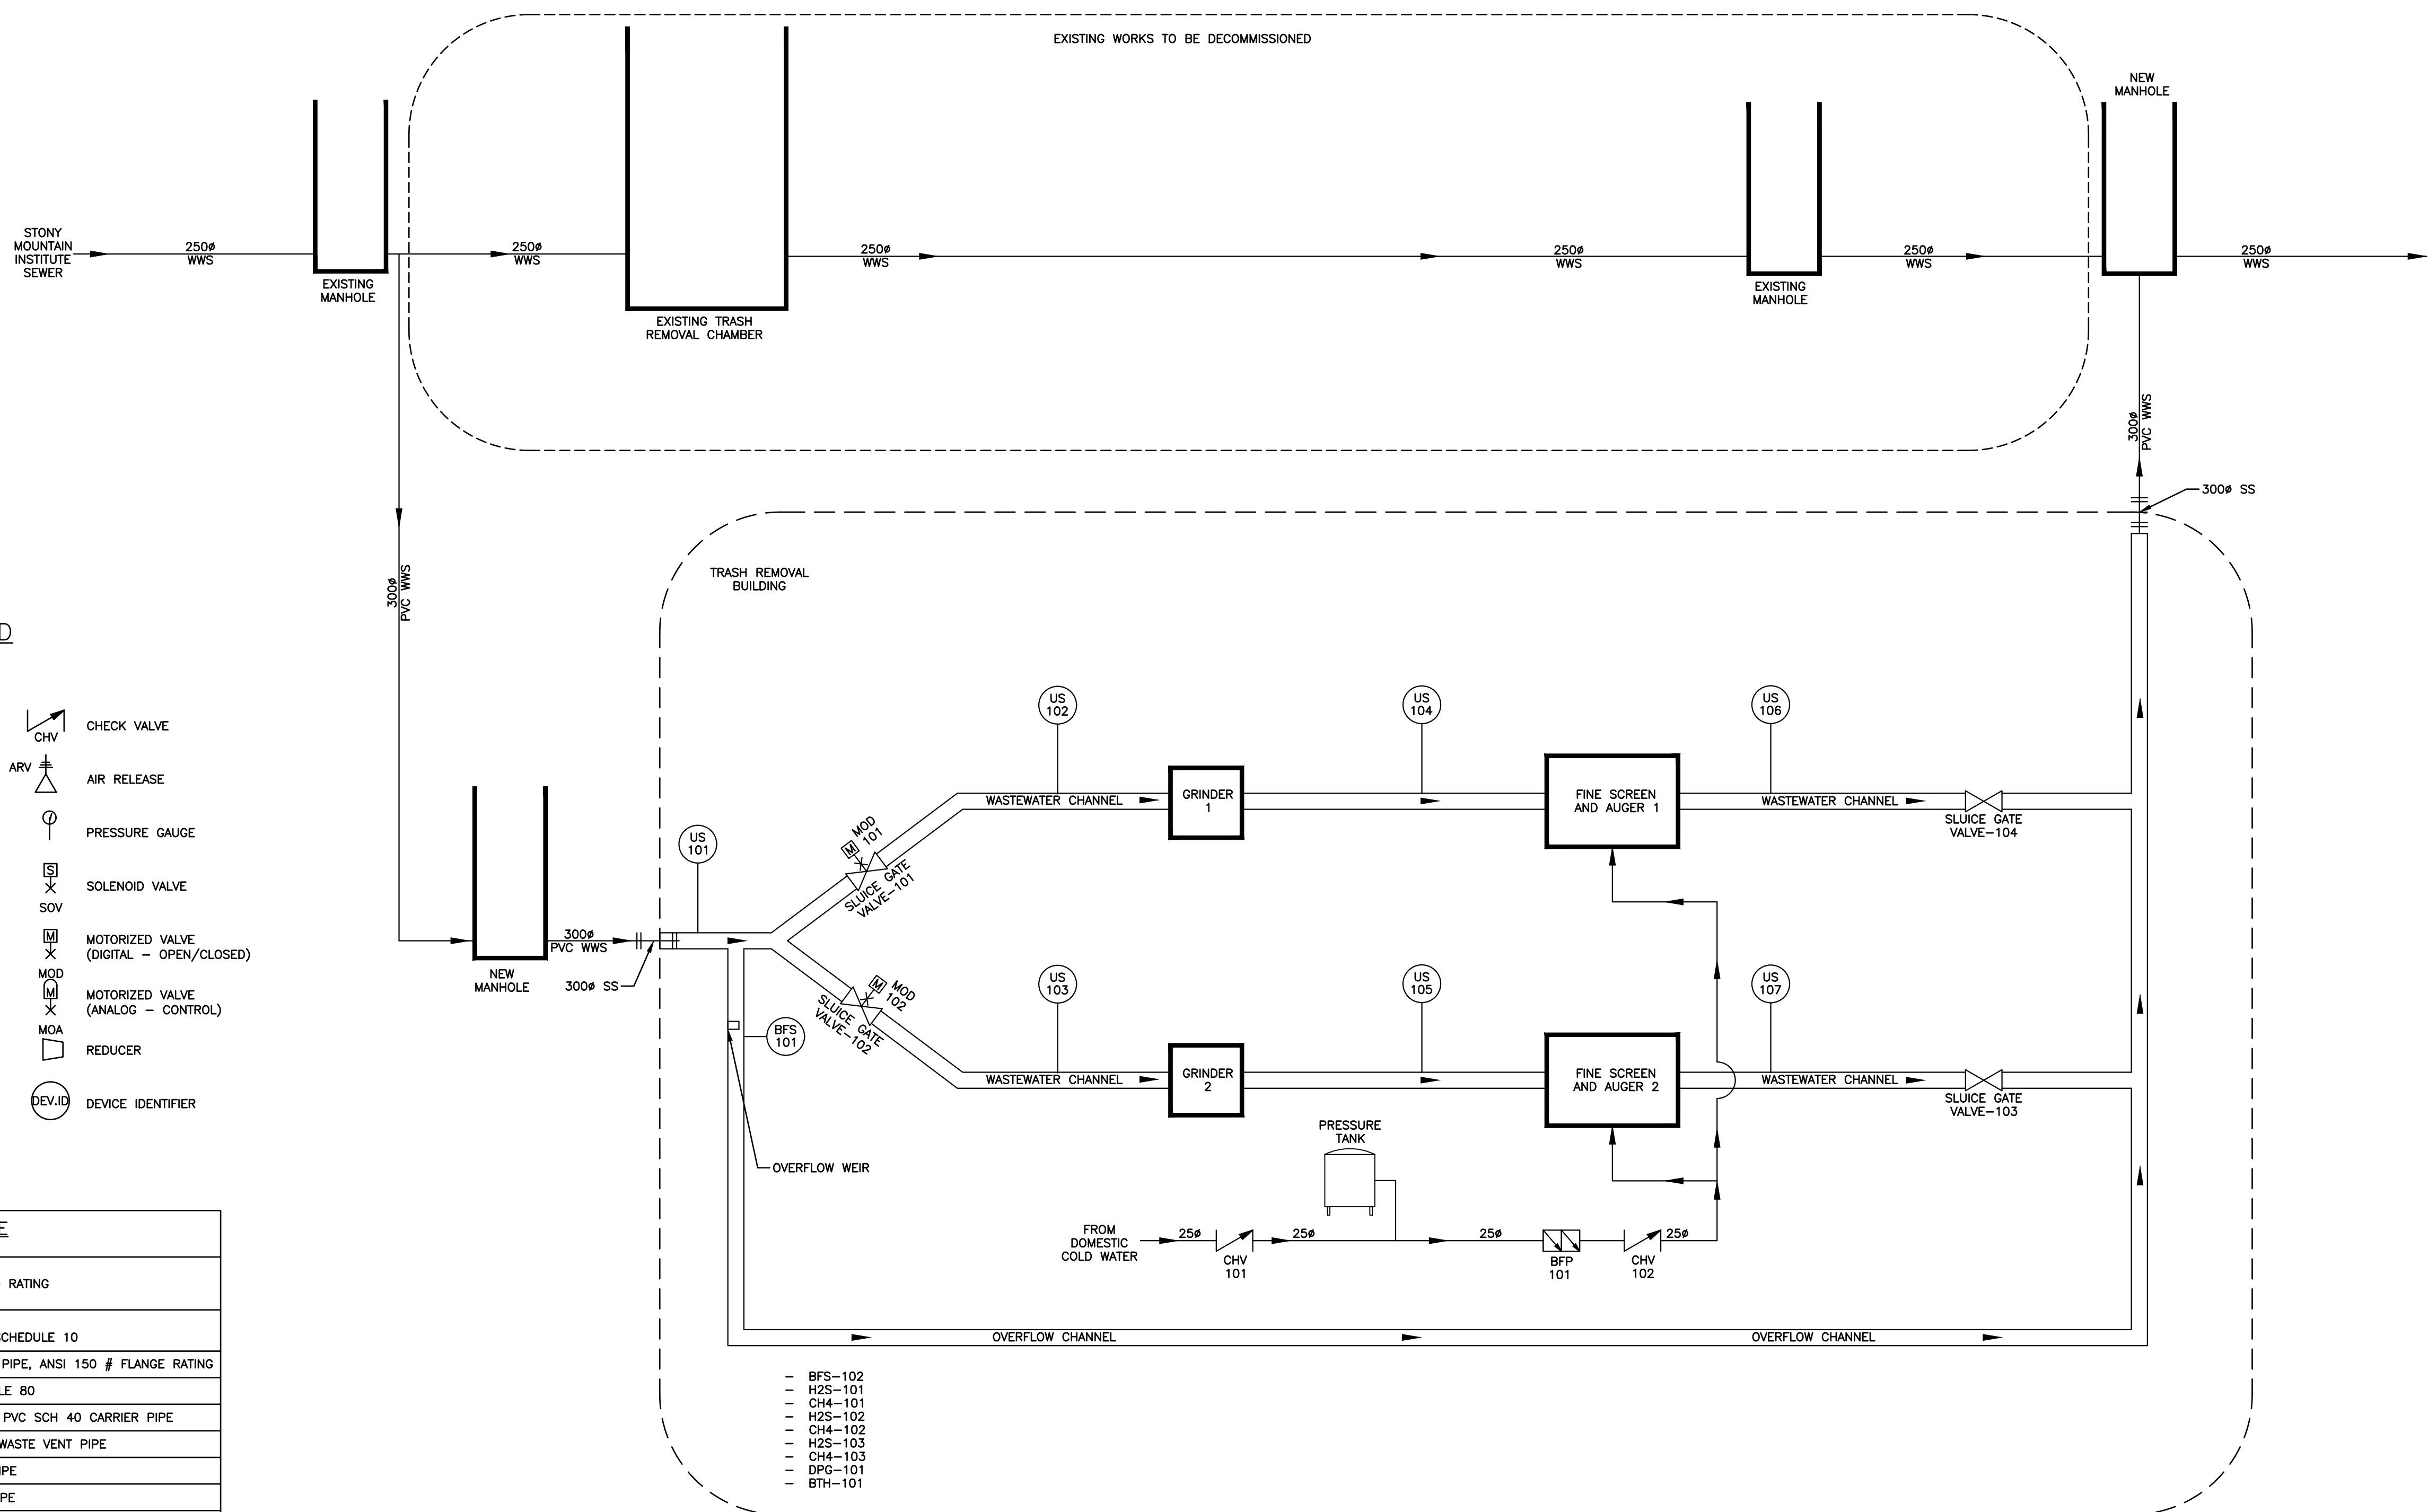 EXISTING WORKS TO BE DECOMMISSIONED
NEW
MANHOLE
STONY
MOUNTAIN
INSTITUTE
SEWER
250ø
WWS
EXISTING
MANHOLE
250ø
WWS
EXISTING TRASH
REMOVAL CHAMBER
250ø
WWS
250ø
WWS
EXISTING
MANHOLE
250ø
WWS
250ø
WWS
300ø
PVC WWS
300ø SS
300ø
PVC WWS
TRASH REMOVAL
BUILDING
D
CHV
CHECK VALVE
ARV
AIR RELEASE
PRESSURE GAUGE
S
SOV
SOLENOID VALVE
M
MOD
MOTORIZED VALVE
(DIGITAL - OPEN/CLOSED)
M
MOA
MOTORIZED VALVE
(ANALOG - CONTROL)
REDUCER
DEV.ID
DEVICE IDENTIFIER
NEW
MANHOLE
300ø
PVC WWS
300ø SS
US
101
M
MOD
101
SLUICE GATE
VALVE-101
US
102
WASTEWATER CHANNEL
GRINDER
1
US
104
FINE SCREEN
AND AUGER 1
US
106
WASTEWATER CHANNEL
SLUICE GATE
VALVE-104
M
MOD
102
SLUICE GATE
VALVE-102
BFS
101
OVERFLOW WEIR
US
103
WASTEWATER CHANNEL
GRINDER
2
US
105
FINE SCREEN
AND AUGER 2
US
107
WASTEWATER CHANNEL
SLUICE GATE
VALVE-103
PRESSURE
TANK
FROM
DOMESTIC
COLD WATER
25ø
CHV
101
25ø
25ø
BFP
101
CHV
102
25ø
OVERFLOW CHANNEL
OVERFLOW CHANNEL
- BFS-102
- H2S-101
- CH4-101
- H2S-102
- CH4-102
- H2S-103
- CH4-103
- DPG-101
- BTH-101
E
RATING
SCHEDULE 10
PIPE, ANSI 150 # FLANGE RATING
LE 80
PVC SCH 40 CARRIER PIPE
WASTE VENT PIPE
IPE
PE